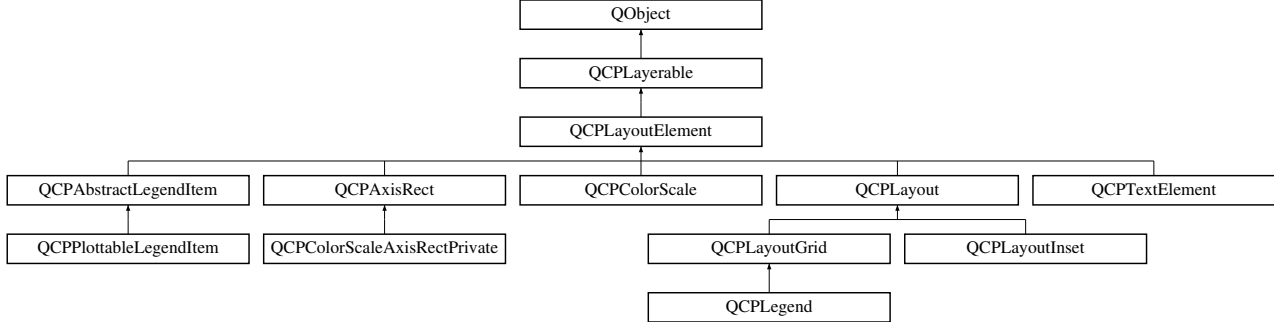 QObject
QCPLayerable
QCPLayoutElement
QCPAbstractLegendItem
QCPAxisRect
QCPColorScale
QCPLayout
QCPTextElement
QCPPlottableLegendItem
QCPColorScaleAxisRectPrivate
QCPLayoutGrid
QCPLayoutInset
QCPLegend